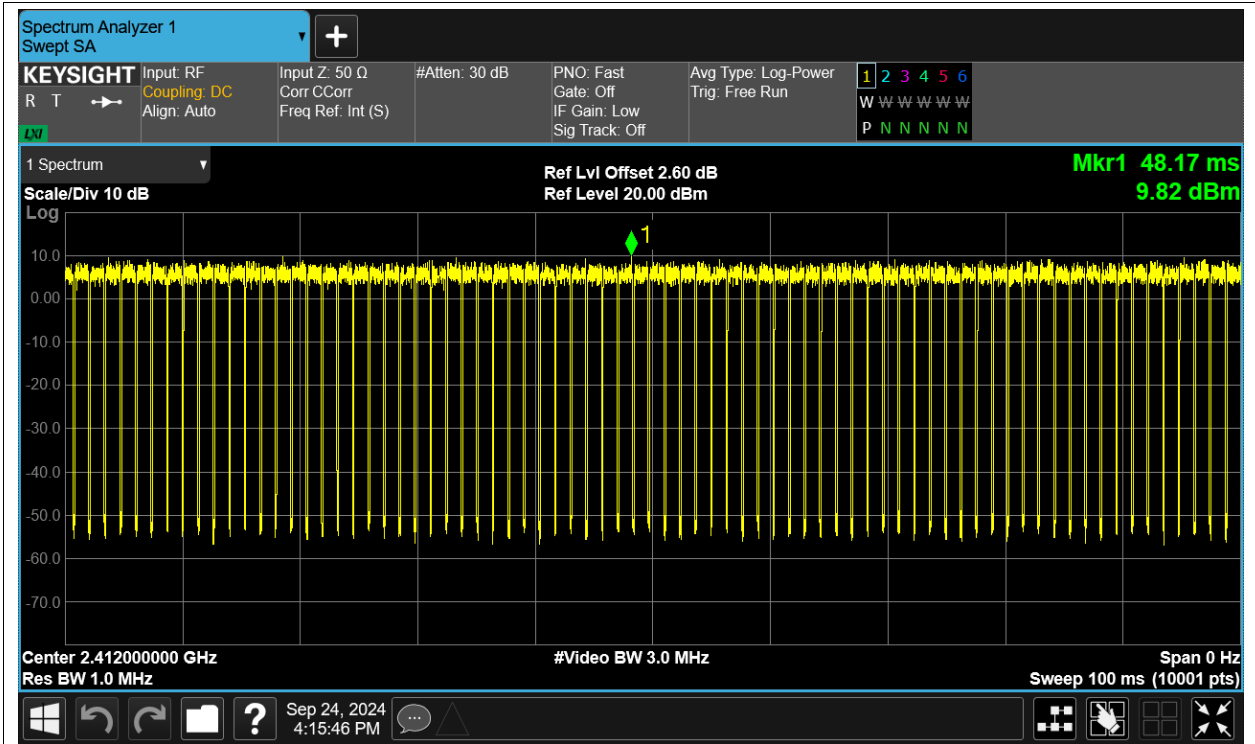 Spectrum Analyzer 1
Swept SA
KEYSIGHT
R T
LXI
Input: RF
Coupling: DC
Align: Auto
Input Z: 50 Ω
Corr CCorr
Freq Ref: Int (S)
#Atten: 30 dB
PNO: Fast
Gate: Off
IF Gain: Low
Sig Track: Off
Avg Type: Log-Power
Trig: Free Run
1 2 3 4 5 6
W W W W W W
P N N N N N
1 Spectrum
Scale/Div 10 dB
Log
Ref Lvl Offset 2.60 dB
Ref Level 20.00 dBm
Mkr1 48.17 ms
9.82 dBm
1
10.0
0.00
-10.0
-20.0
-30.0
-40.0
-50.0
-60.0
-70.0
Center 2.412000000 GHz
Res BW 1.0 MHz
#Video BW 3.0 MHz
Span 0 Hz
Sweep 100 ms (10001 pts)
?
Sep 24, 2024
4:15:46 PM